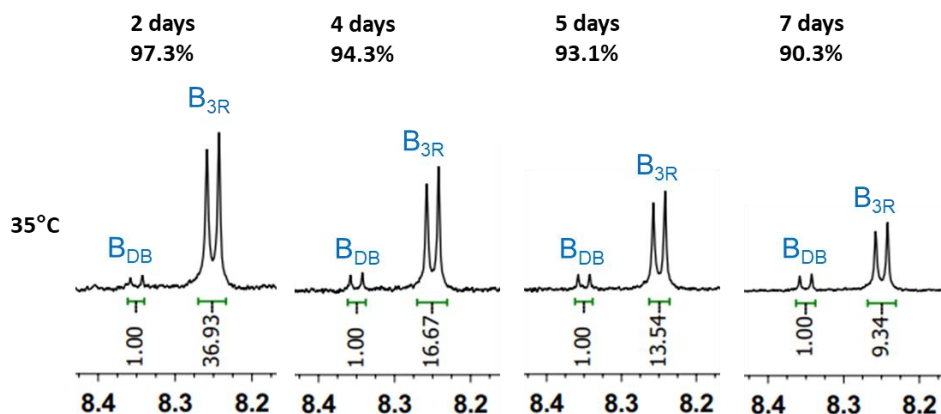 2 days
97.3%
4 days
94.3%
5 days
93.1%
7 days
90.3%
35°C
B3R
BDB
1.00
36.93
8.4 8.3 8.2
B3R
BDB
1.00
16.67
8.4 8.3 8.2
B3R
BDB
1.00
13.54
8.4 8.3 8.2
B3R
BDB
1.00
9.34
8.4 8.3 8.2